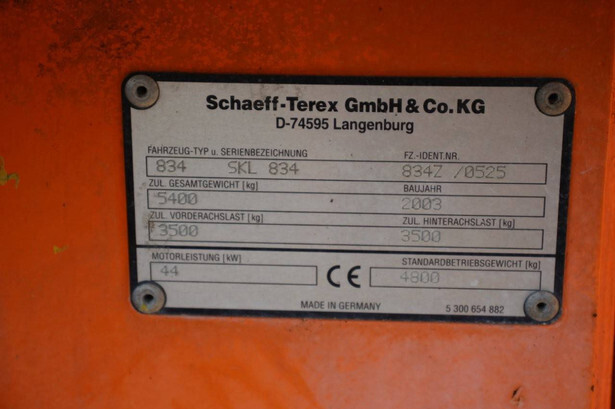 Schaeff-Terex GmbH & Co. KG
D-74595 Langenburg
FAHRZEUG-TYP u. SERIENBEZEICHNUNG FZ.-IDENT.NR.
834 SKL 834 834Z /0525
ZUL. GESAMTGEWICHT [kg] BAUJAHR
5400 2003
ZUL. VORDERACHSLAST [kg] ZUL. HINTERACHSLAST [kg]
3500 3500
MOTORLEISTUNG [kW] STANDARDBETRIEBSGEWICHT [kg]
44 CE 4800
MADE IN GERMANY 5 300 654 882